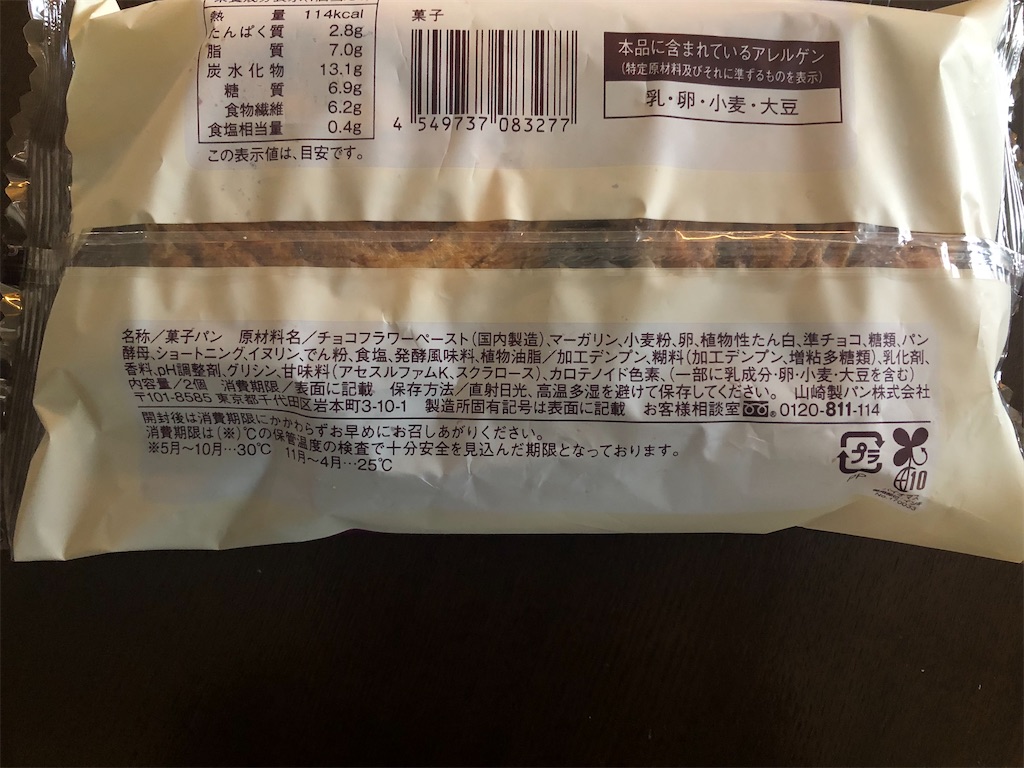 熱量 114kcal
たんぱく質 2.8g
脂質 7.0g
炭水化物 13.1g
糖質 6.9g
食物繊維 6.2g
食塩相当量 0.4g
この表示値は、目安です。
菓子
4 549737 083277
本品に含まれているアレルゲン
(特定原材料及びそれに準ずるものを表示)
乳・卵・小麦・大豆
名称/菓子パン 原材料名/チョコフラワーペースト(国内製造)、マーガリン、小麦粉、卵、植物性たん白、準チョコ、糖類、パン
酵母、ショートニング、イヌリン、でん粉、食塩、発酵風味料、植物油脂/加工デンプン、糊料(加工デンプン、増粘多糖類)、乳化剤、
香料、pH調整剤、グリシン、甘味料(アセスルファムK、スクラロース)、カロテノイド色素、(一部に乳成分・卵・小麦・大豆を含む)
内容量/2個 消費期限/表面に記載 保存方法/直射日光、高温多湿を避けて保存してください。 山崎製パン株式会社
〒101-8585 東京都千代田区岩本町3-10-1 製造所固有記号は表面に記載 お客様相談室 0120-811-114
開封後は消費期限にかかわらずお早めにお召しあがりください。
消費期限は(※)℃の保管温度の検査で十分安全を見込んだ期限となっております。
※5月〜10月…30℃ 11月〜4月…25℃
プラ
PP
10